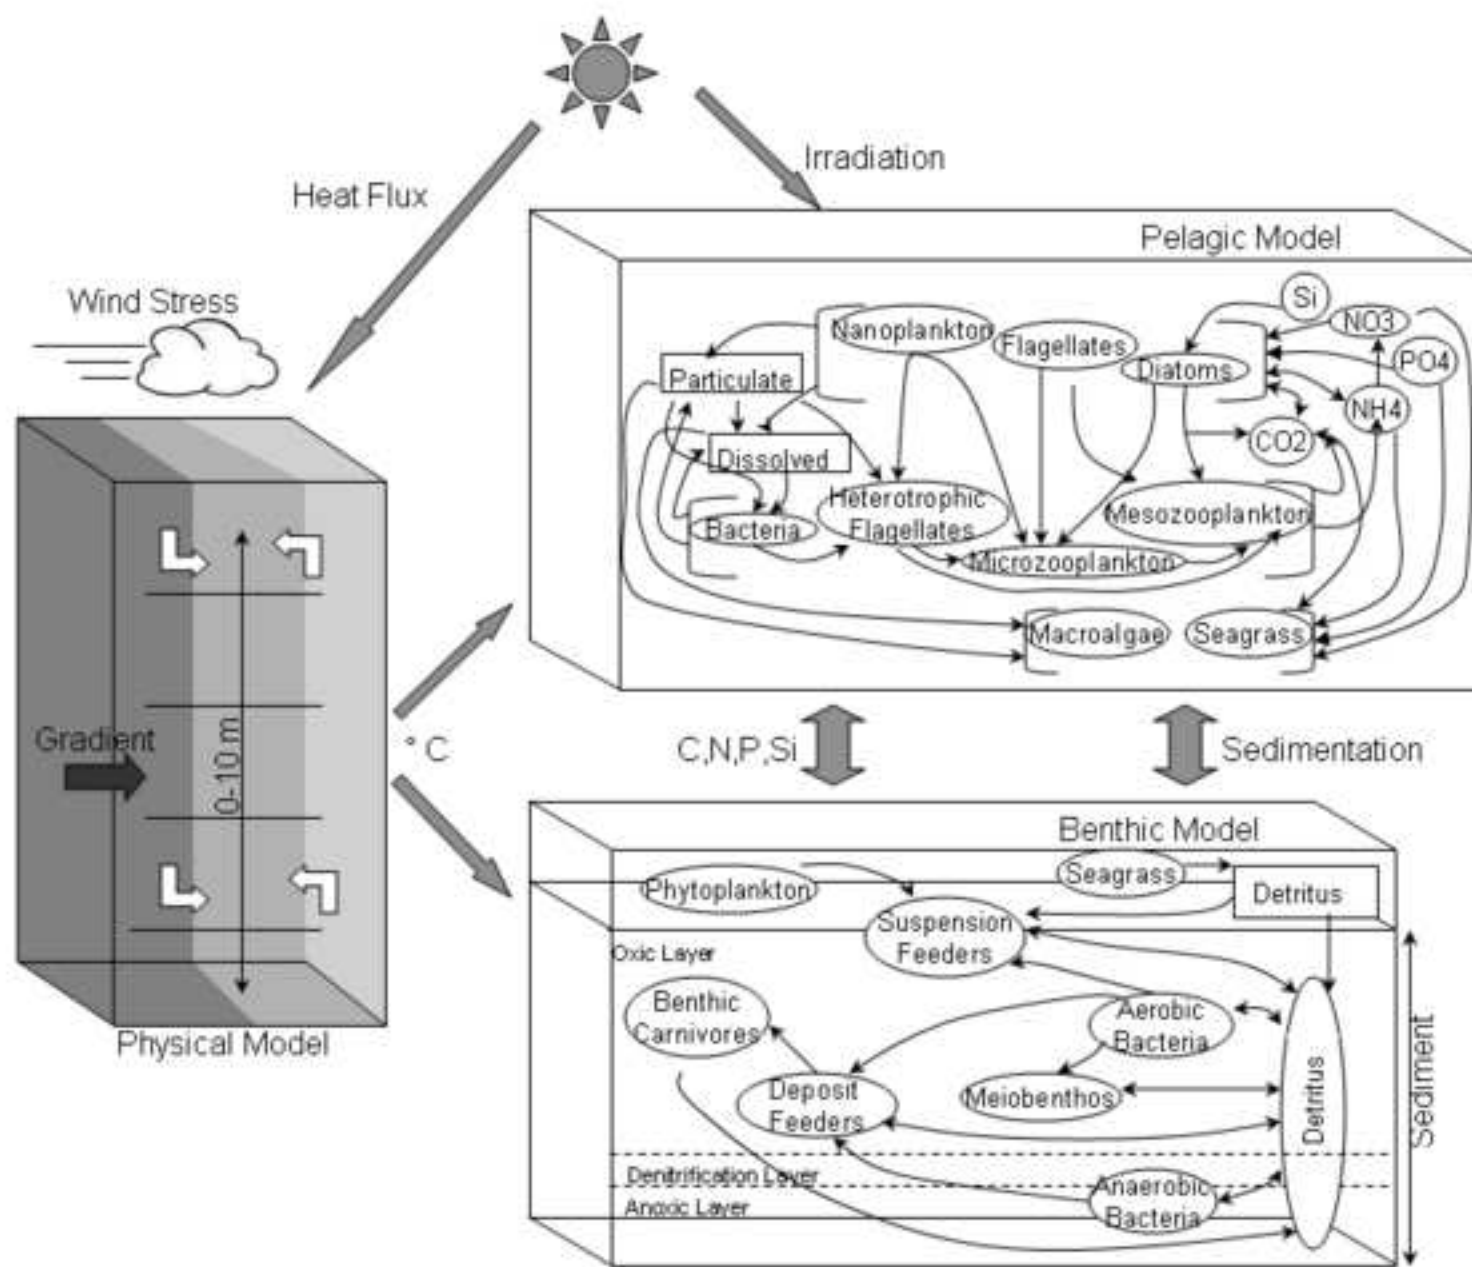 Irradiation
Heat Flux
Pelagic Model
Wind Stress
Si
NO3
Nanoplankton
Flagellates
PO4
Diatoms
Particulate
NH4
CO2
Dissolved
Heterotrophic
Flagellates
Mesozooplankton
Bacteria
Microzooplankton
Macroalgae
Seagrass
Gradient
0-10 m
° C
C,N,P,Si
Sedimentation
Physical Model
Benthic Model
Seagrass
Phytoplankton
Detritus
Suspension
Feeders
Oxic Layer
Benthic
Carnivores
Aerobic
Bacteria
Deposit
Feeders
Meiobenthos
Detritus
Sediment
Denitrification Layer
Anaerobic
Bacteria
Anoxic Layer